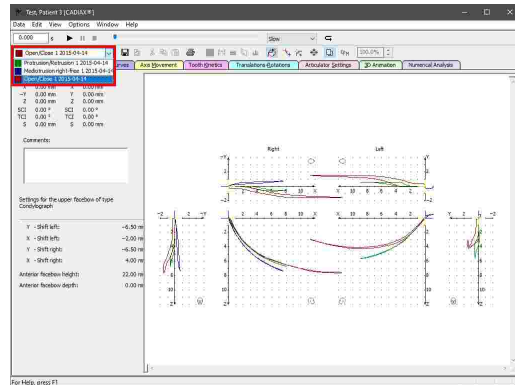 Test, Patient 3 (CADIAX®)
Data Edit View Options Window Help
0.000 s Slow
Open/Close 1 2015-04-14 100.0%
Protrusion/Retrusion 1 2015-04-14
Mediotrusion right-free 1 2015-04-14
Open/Close 1 2015-04-14
Curves Axis Movement Tooth Kinetics Translations-Rotations Articulator Settings 3D Animation Numerical Analysis
X 0.00 mm X 0.00 mm
-Y 0.00 mm Y 0.00 mm
Z 0.00 mm Z 0.00 mm
SCI 0.00 ° SCI 0.00 °
TCI 0.00 ° TCI 0.00 °
S 0.00 mm S 0.00 mm
Comments:
Settings for the upper facebow of type
Condylograph
Y - Shift left: -6.50 m
X - Shift left: -2.00 m
Y - Shift right: -6.50 m
X - Shift right: 4.00 m
Anterior facebow height: 22.00 m
Anterior facebow depth: 0.00 m
Right Left
For Help, press F1